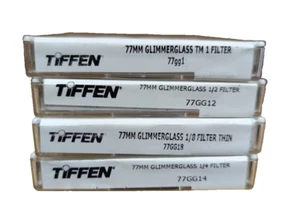 TIFFEN
77MM GLIMMERGLASS TM 1 FILTER
77gg1
TIFFEN
77MM GLIMMERGLASS 1/2 FILTER
77GG12
TIFFEN
77MM GLIMMERGLASS 1/8 FILTER THIN
77GG18
TIFFEN
77MM GLIMMERGLASS 1/4 FILTER
77GG14